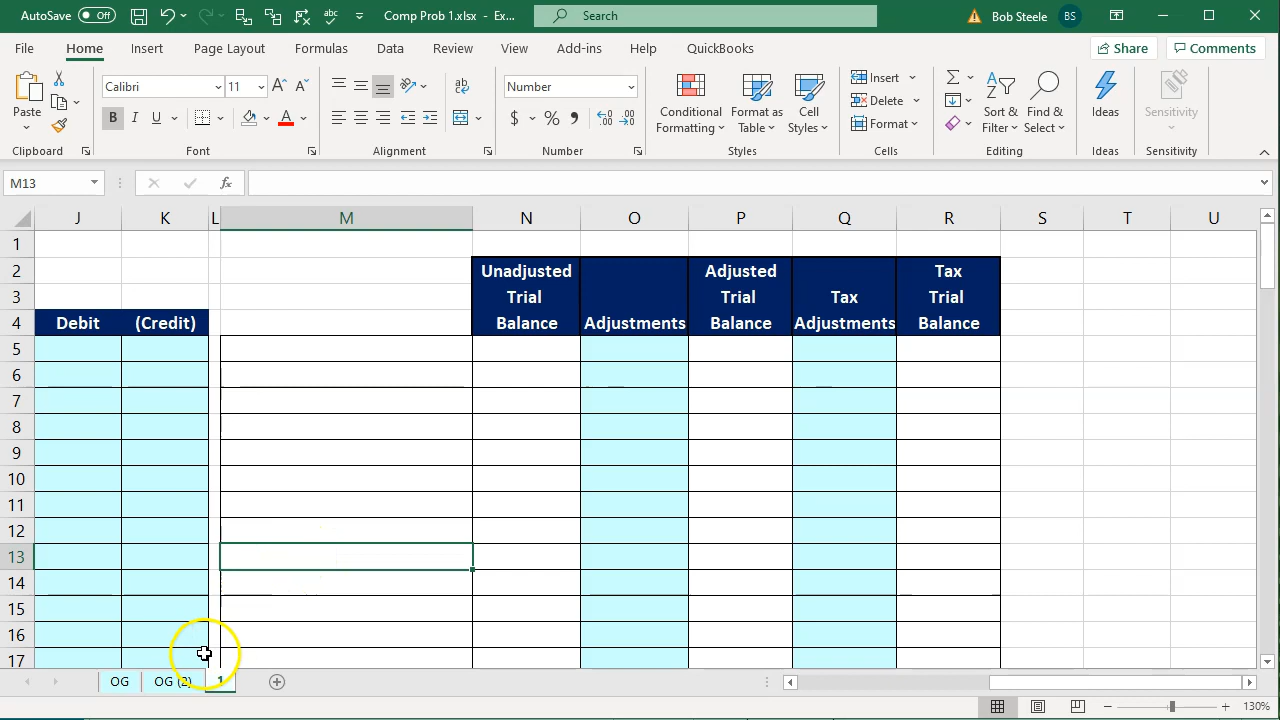 AutoSave Off Comp Prob 1.xlsx - Ex... Search Bob Steele BS
File Home Insert Page Layout Formulas Data Review View Add-ins Help QuickBooks Share Comments
Paste
Clipboard
Calibri 11
B I U
Font
Alignment
Number
$ %
Number
Conditional
Formatting
Format as
Table
Cell
Styles
Styles
Insert
Delete
Format
Cells
Sort &
Filter
Find &
Select
Editing
Ideas
Ideas
Sensitivity
Sensitivity
M13 fx
J K L M N O P Q R S T U
1
2 Unadjusted Adjusted Tax
3 Trial Trial Tax Trial
4 Debit (Credit) Balance Adjustments Balance Adjustments Balance
5
6
7
8
9
10
11
12
13
14
15
16
17
OG OG (2) 1
130%